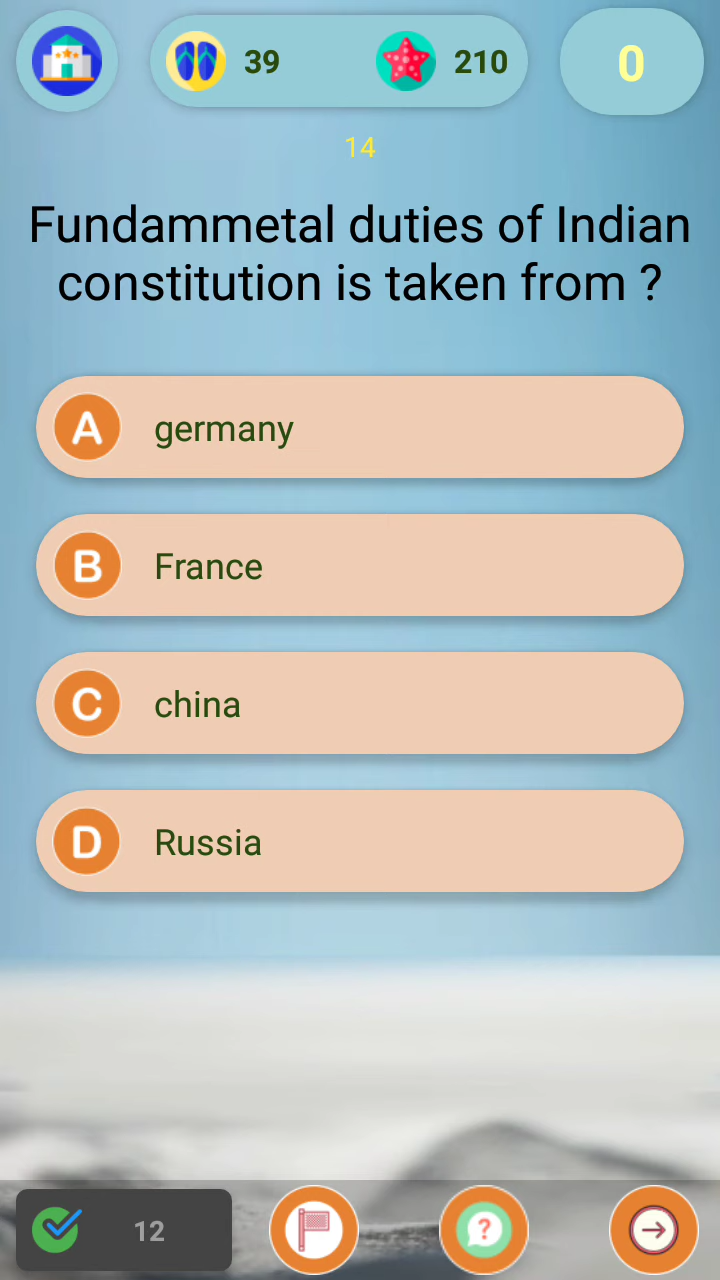 39
210
0
14
Fundammetal duties of Indian
constitution is taken from ?
A germany
B France
C china
D Russia
12
?